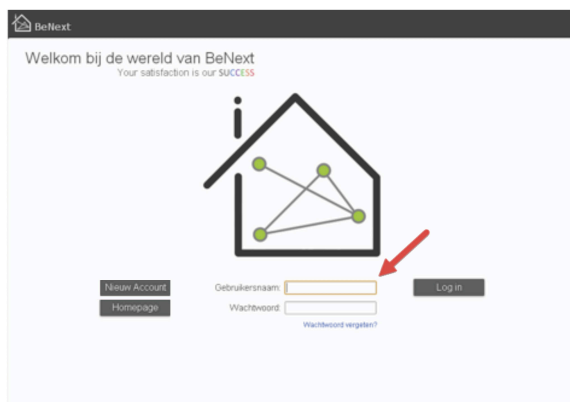 BeNext
Welkom bij de wereld van BeNext
Your satisfaction is our SUCCESS
Nieuw Account
Gebruikersnaam:
Log in
Homepage
Wachtwoord:
Wachtwoord vergeten?